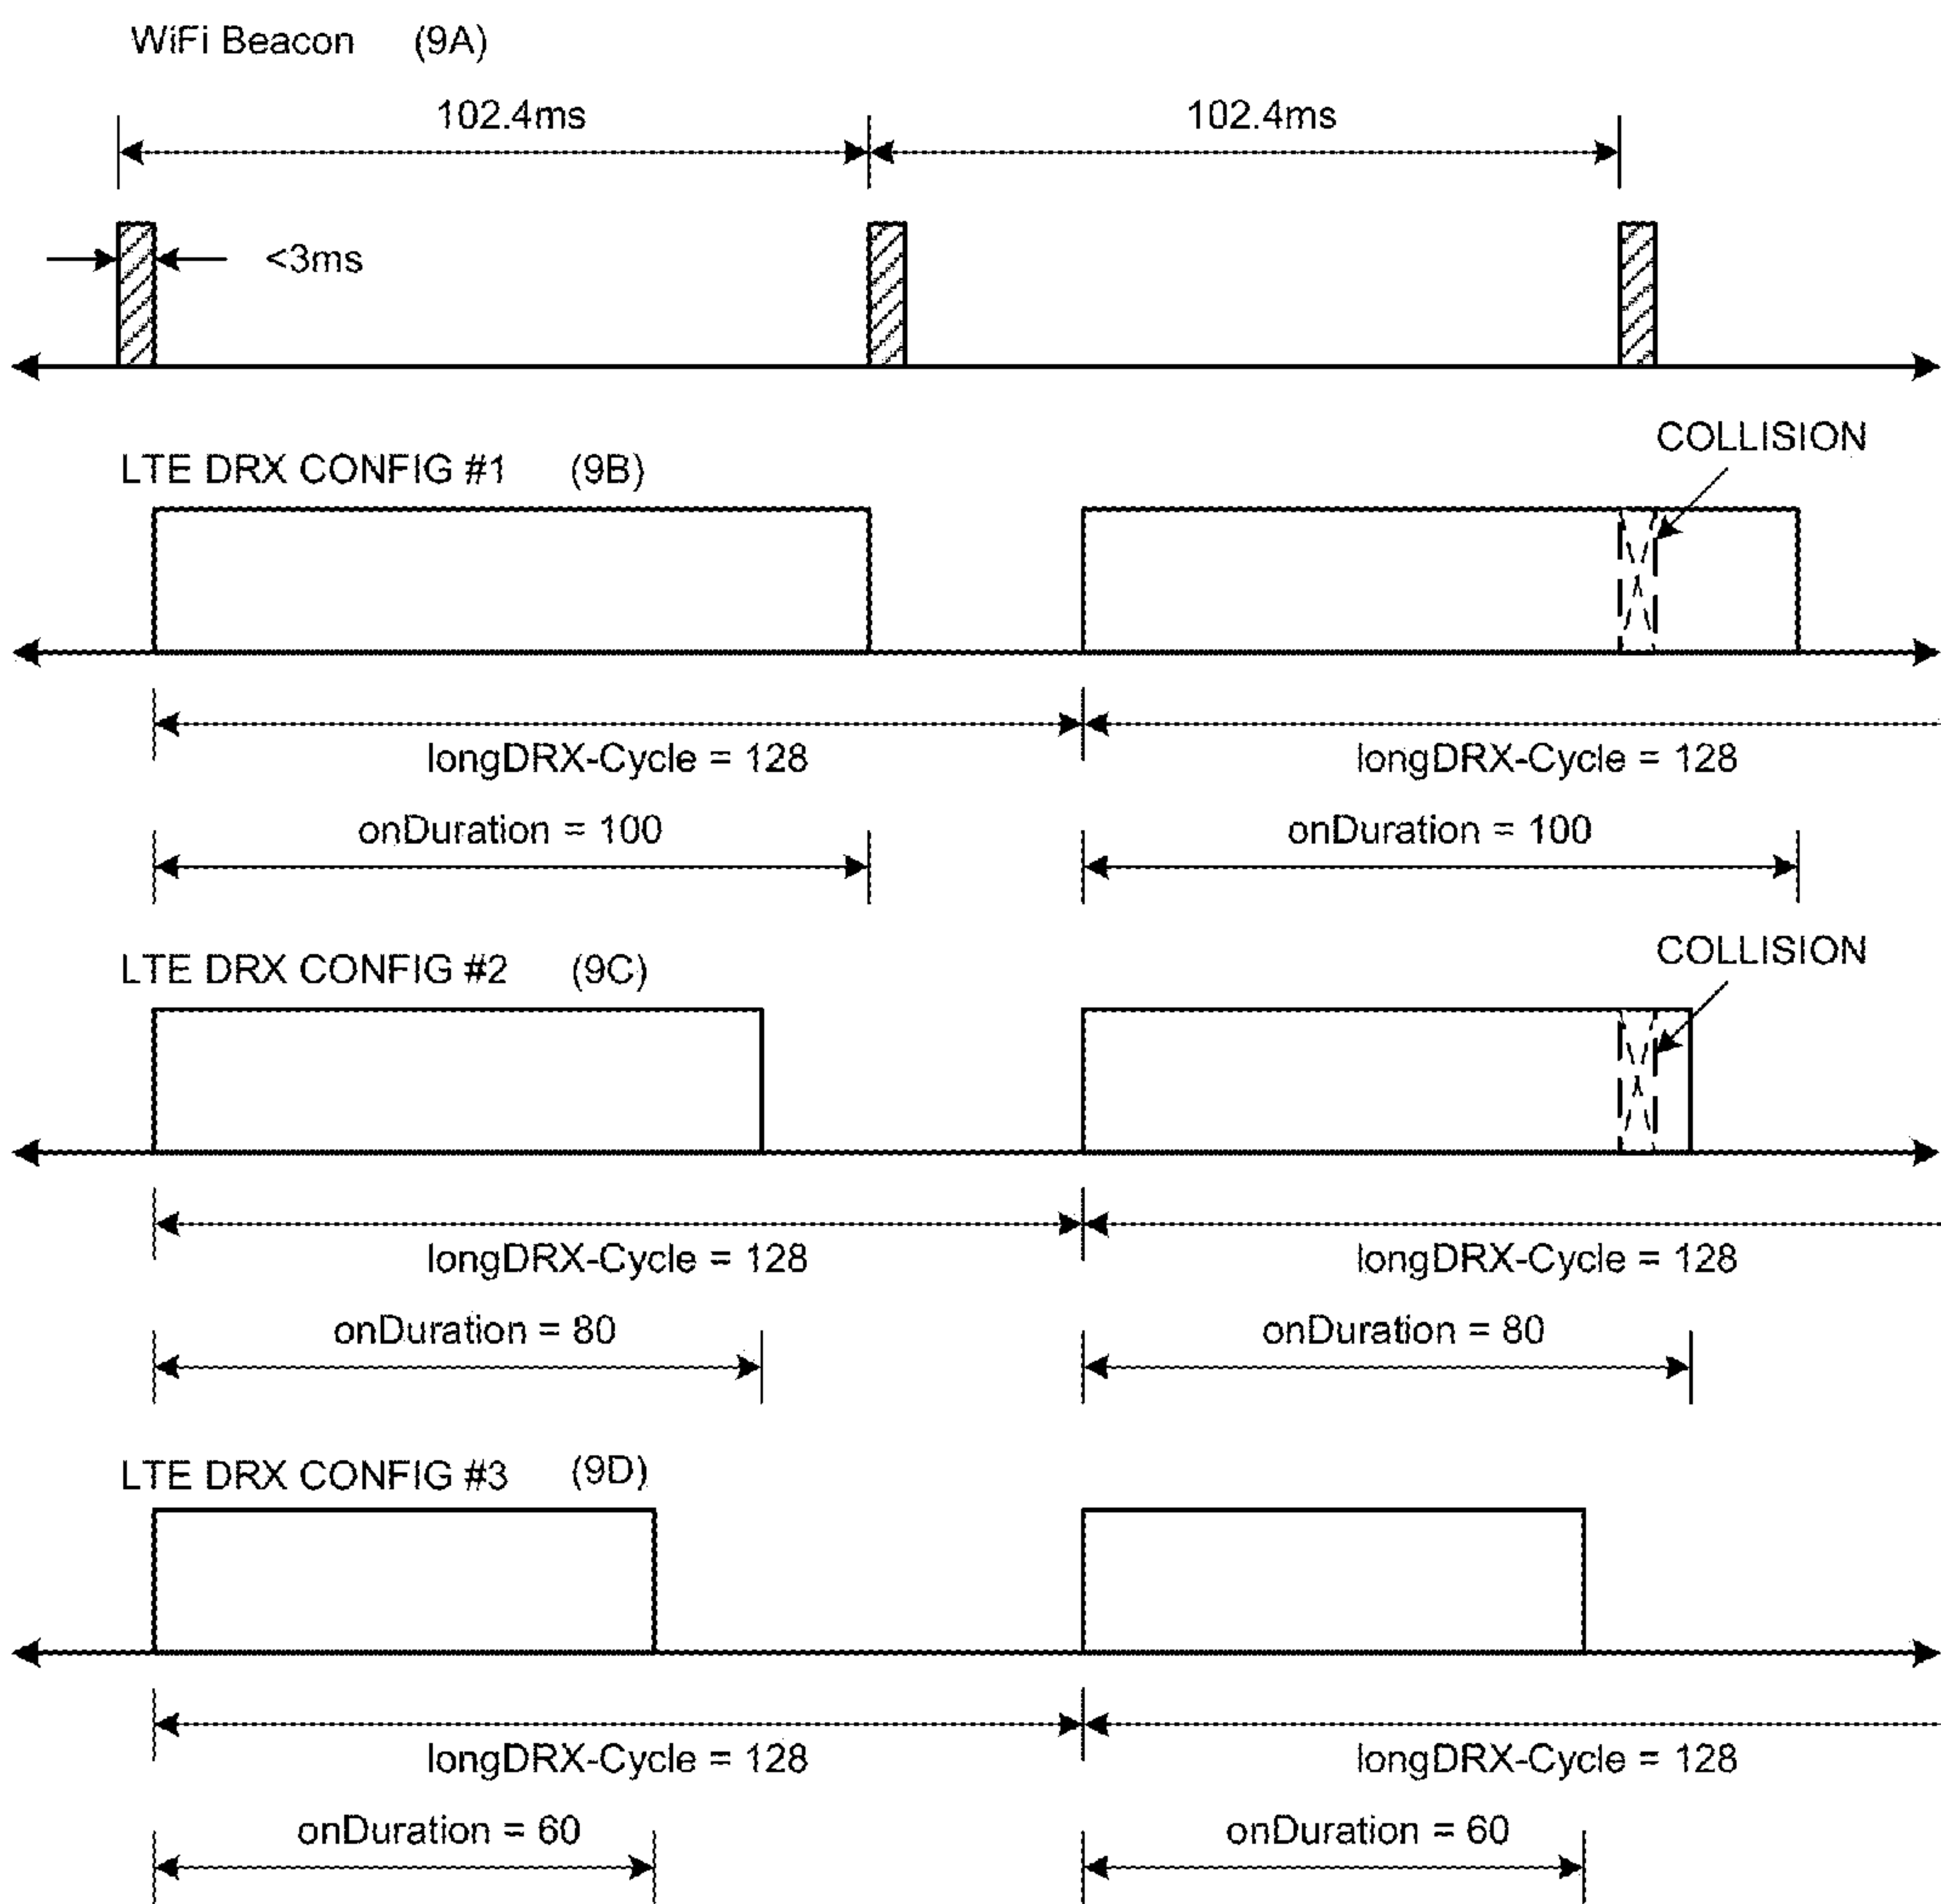 WiFi Beacon (9A)
102.4ms 102.4ms
<3ms
COLLISION
LTE DRX CONFIG #1 (9B)
longDRX-Cycle = 128 longDRX-Cycle = 128
onDuration = 100 onDuration = 100
COLLISION
LTE DRX CONFIG #2 (9C)
longDRX-Cycle = 128 longDRX-Cycle = 128
onDuration = 80 onDuration = 80
LTE DRX CONFIG #3 (9D)
longDRX-Cycle = 128 longDRX-Cycle = 128
onDuration = 60 onDuration = 60